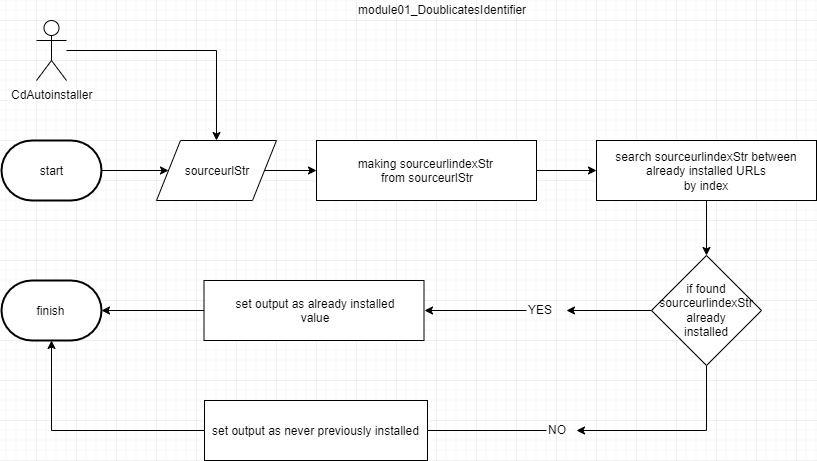 module01_DoublicatesIdentifier
CdAutoinstaller
start
sourceurlStr
making sourceurlindexStr
from sourceurlStr
search sourceurlindexStr between
already installed URLs
by index
finish
set output as already installed
value
YES
if found
sourceurlindexStr
already
installed
set output as never previously installed
NO